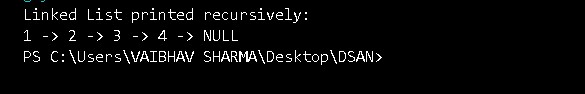 Linked List printed recursively:
1 -> 2 -> 3 -> 4 -> NULL
PS C:\Users\VAIBHAV SHARMA\Desktop\DSAN>